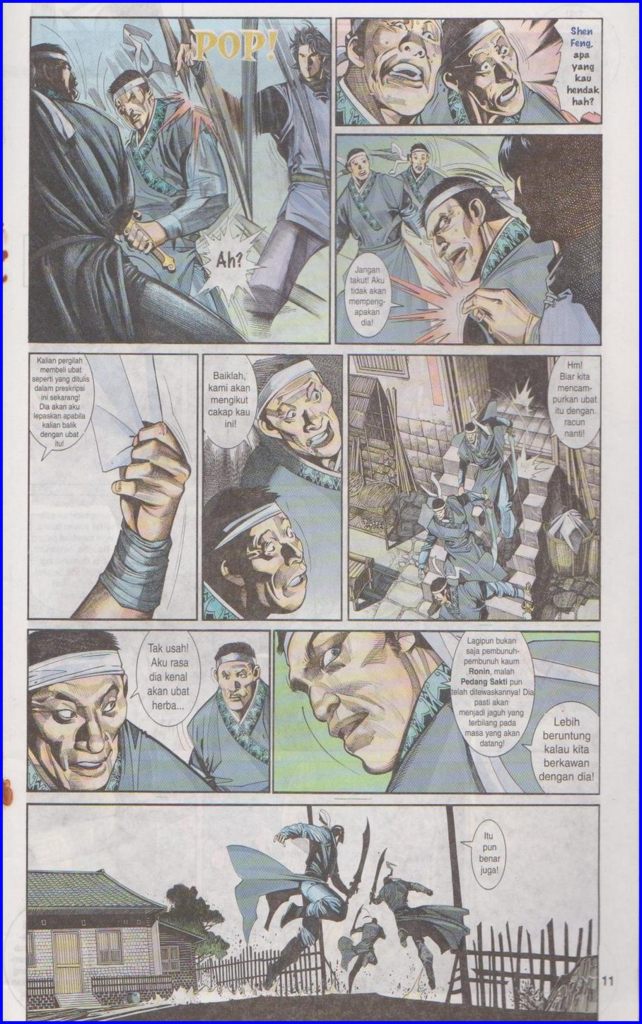 POP!
Ah?
Shen
Feng,
apa
yang
kau
hendak
hah?
Jangan
takut! Aku
tidak akan
mempeng-
apakan
dia!
Kalian pergilah
membeli ubat
seperti yang ditulis
dalam preskripsi
ini sekarang!
Dia akan aku
lepaskan apabila
kalian balik
dengan ubat
itu!
Baiklah,
kami akan
mengikut
cakap kau
ini!
Hm!
Biar kita
mencam-
purkan ubat
itu dengan
racun
nanti!
Tak usah!
Aku rasa
dia kenal
akan ubat
herba...
Lagipun bukan
saja pembunuh-
pembunuh kaum
Ronin, malah
Pedang Sakti pun
telah ditewaskannya! Dia
pasti akan
menjadi jaguh yang
terbilang pada
masa yang akan
datang!
Lebih
beruntung
kalau kita
berkawan
dengan dia!
Itu
pun
benar
juga!
11